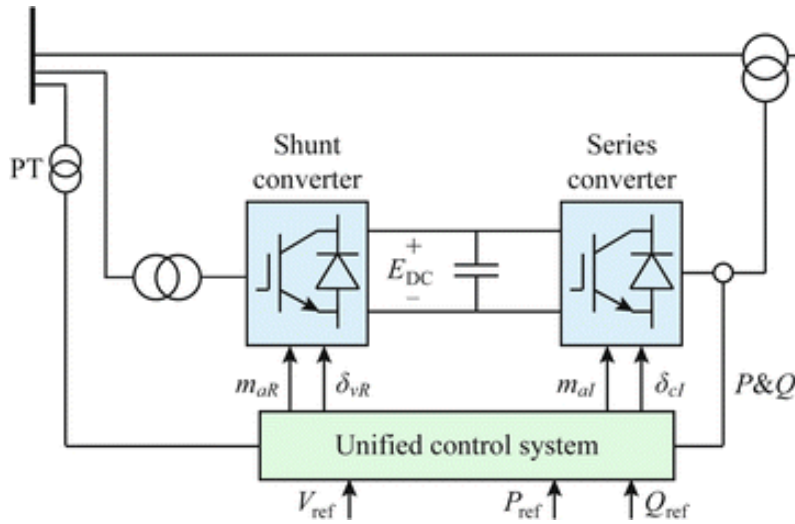 Shunt
converter
Series
converter
PT
+
E_DC
−
m_aR
δ_vR
m_aI
δ_cI
P&Q
Unified control system
V_ref
P_ref
Q_ref